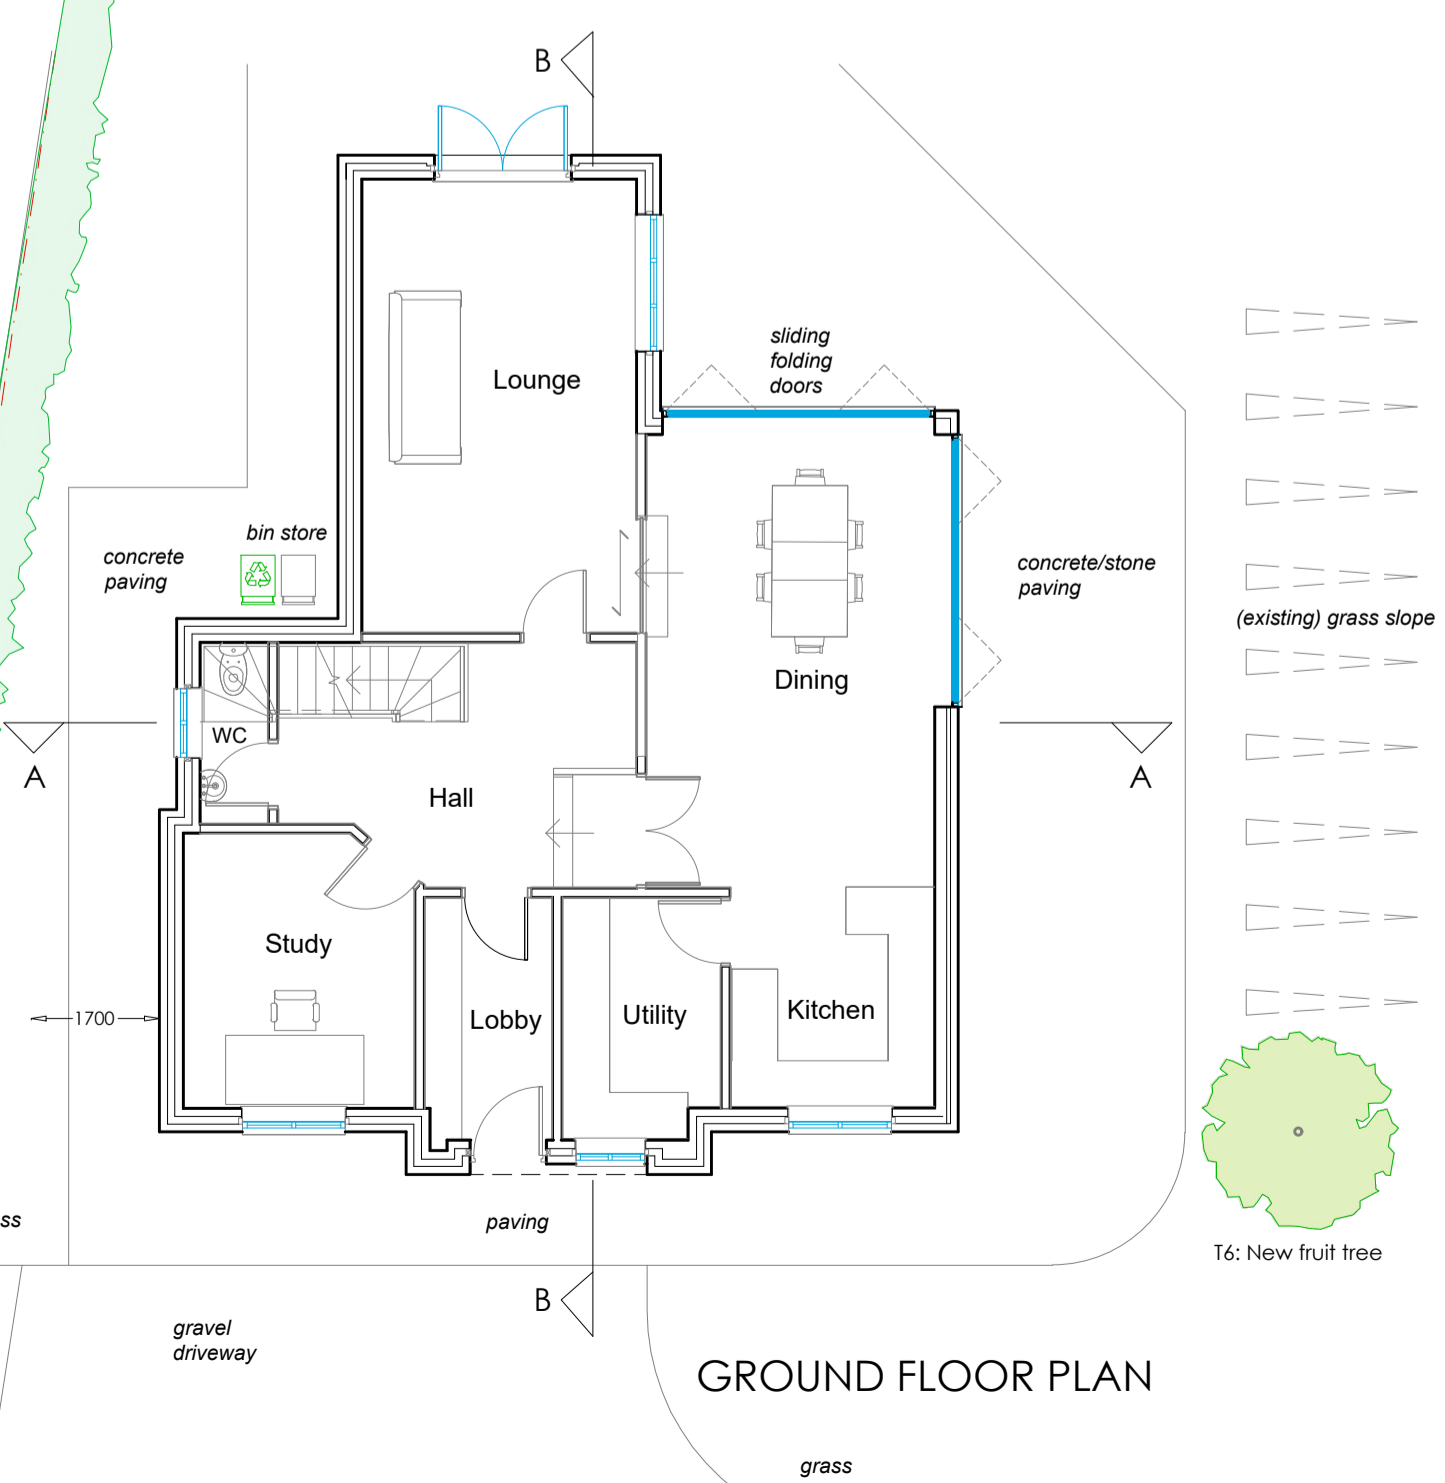 B
sliding
folding
doors
Lounge
bin store
concrete
paving
concrete/stone
paving
(existing) grass slope
Dining
WC
A
A
Hall
Study
Lobby
Utility
Kitchen
1700
ss
paving
T6: New fruit tree
B
gravel
driveway
GROUND FLOOR PLAN
grass